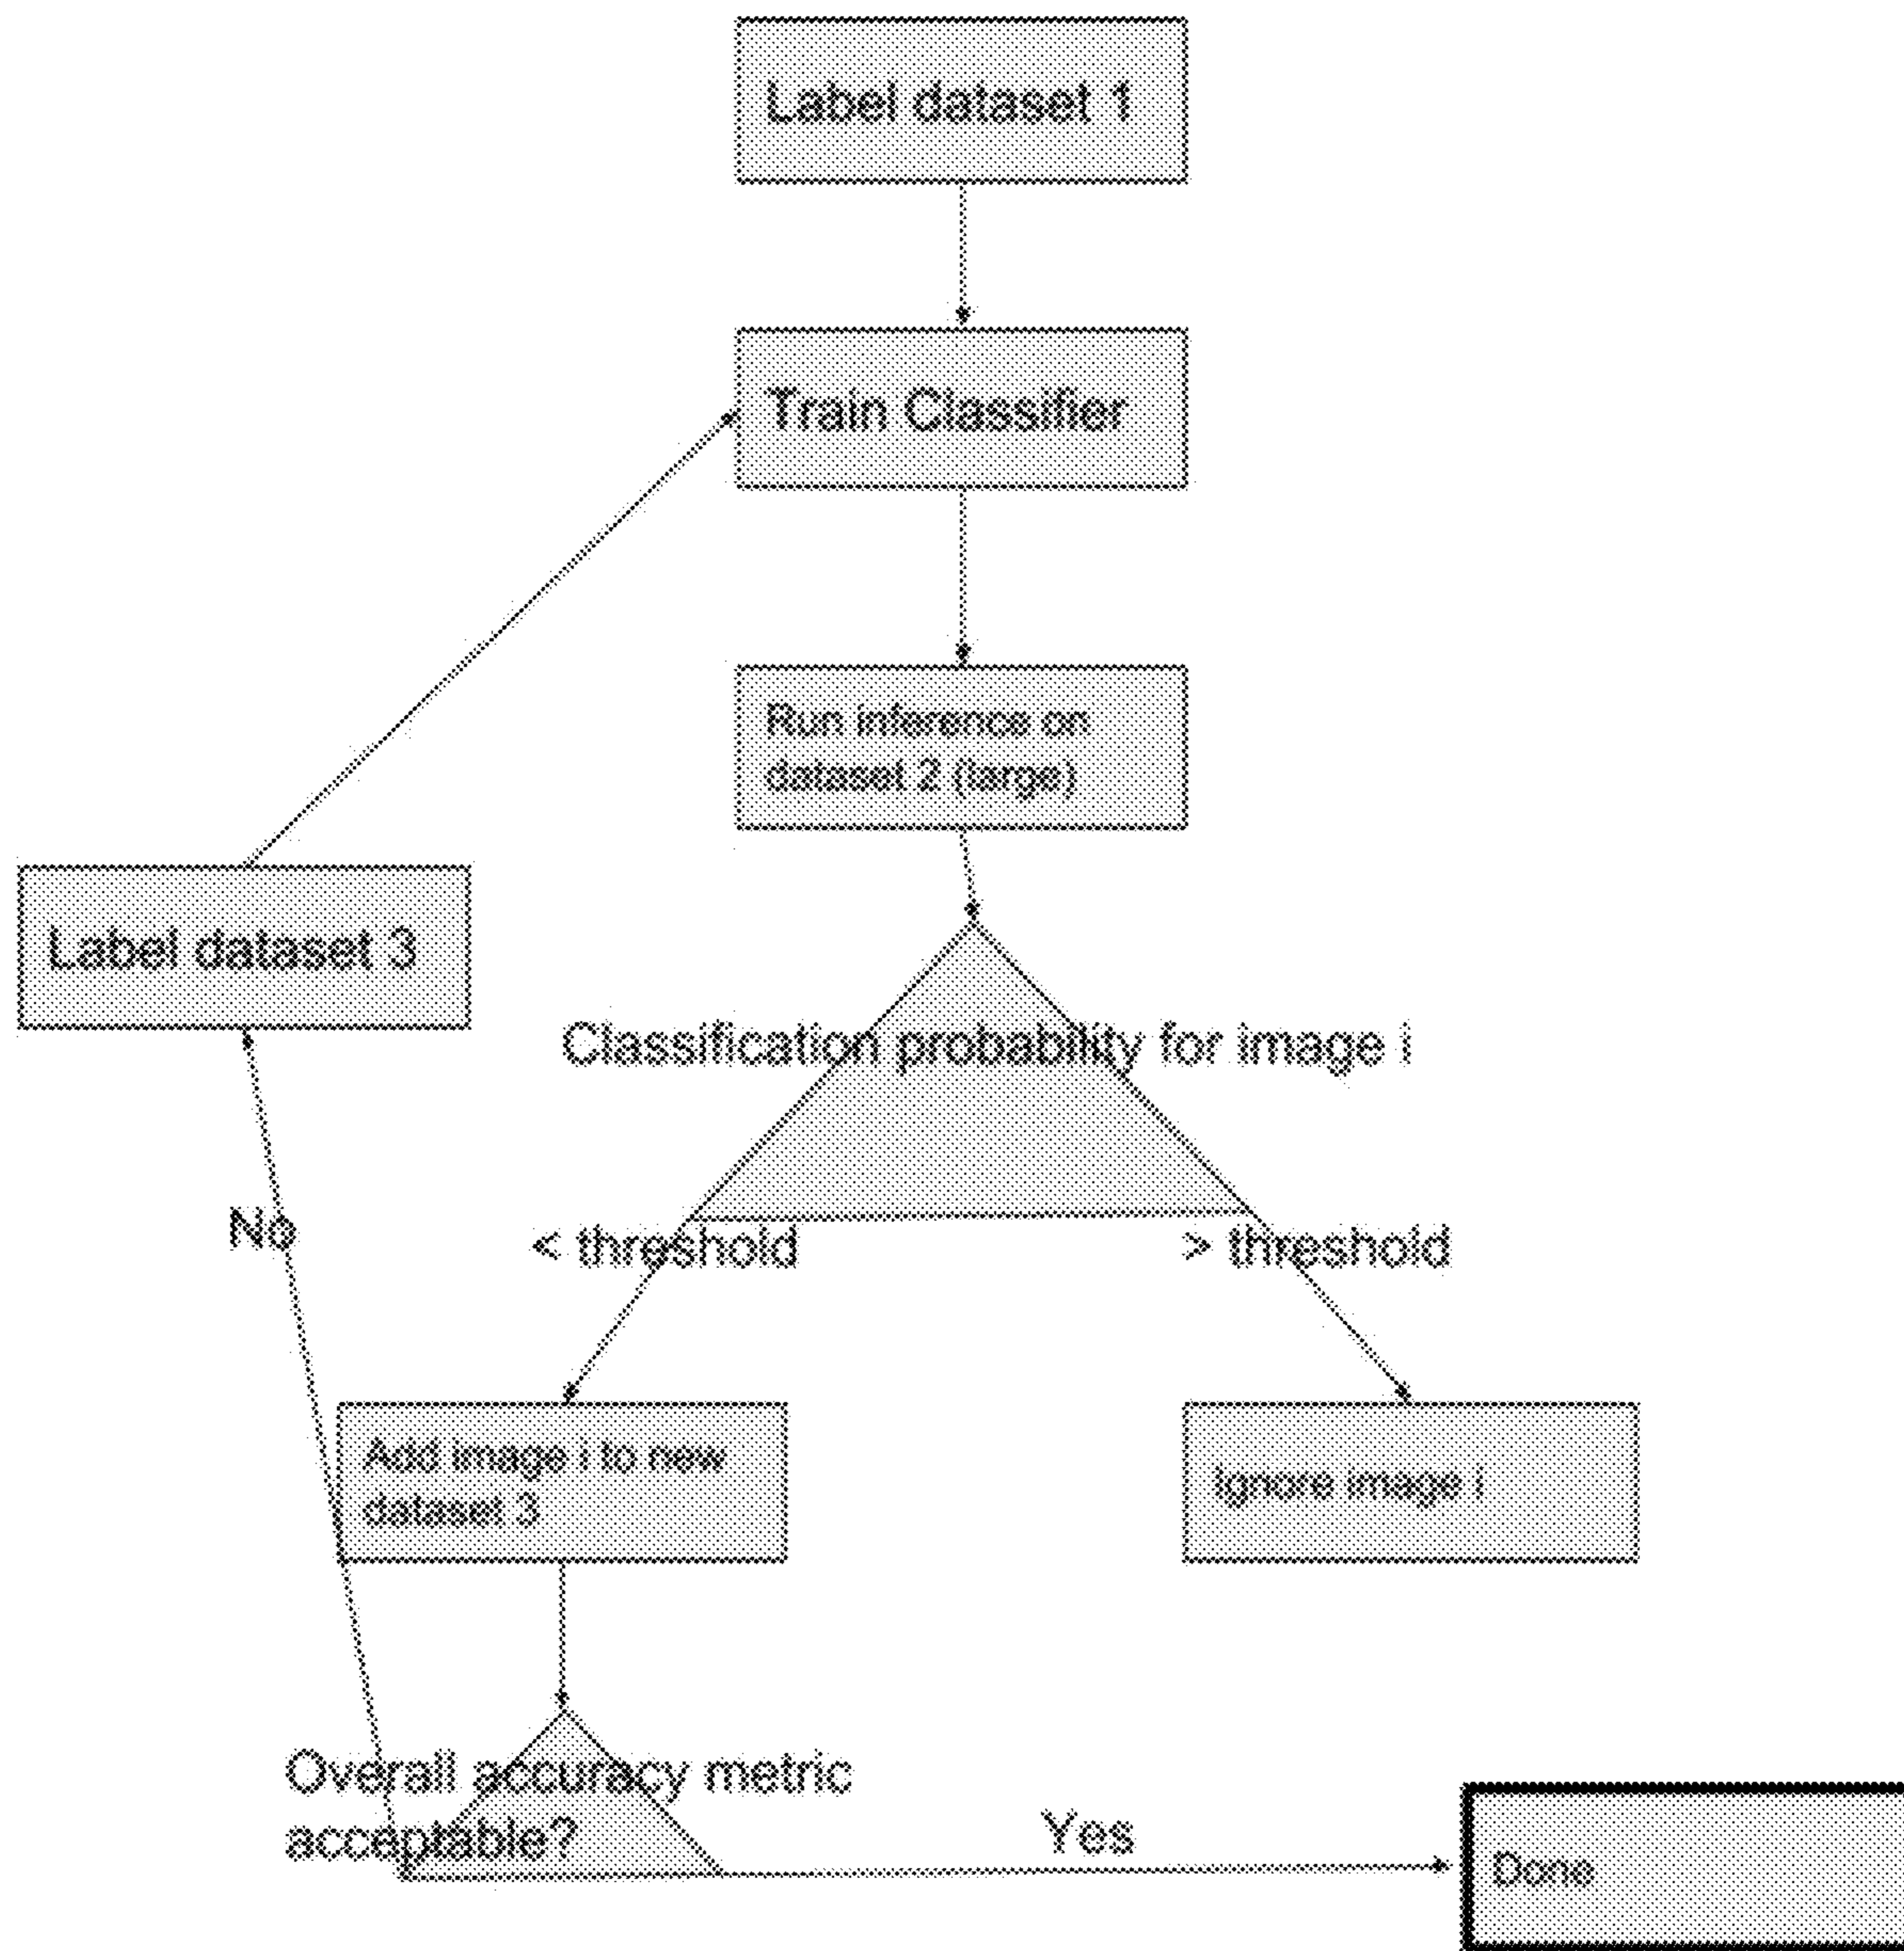 Label dataset 1
Train Classifier
Run inference on
dataset 2 (large)
Label dataset 3
Classification probability for image i
No
< threshold
> threshold
Add image i to new
dataset 3
ignore image i
Overall accuracy metric
acceptable?
Yes
Done